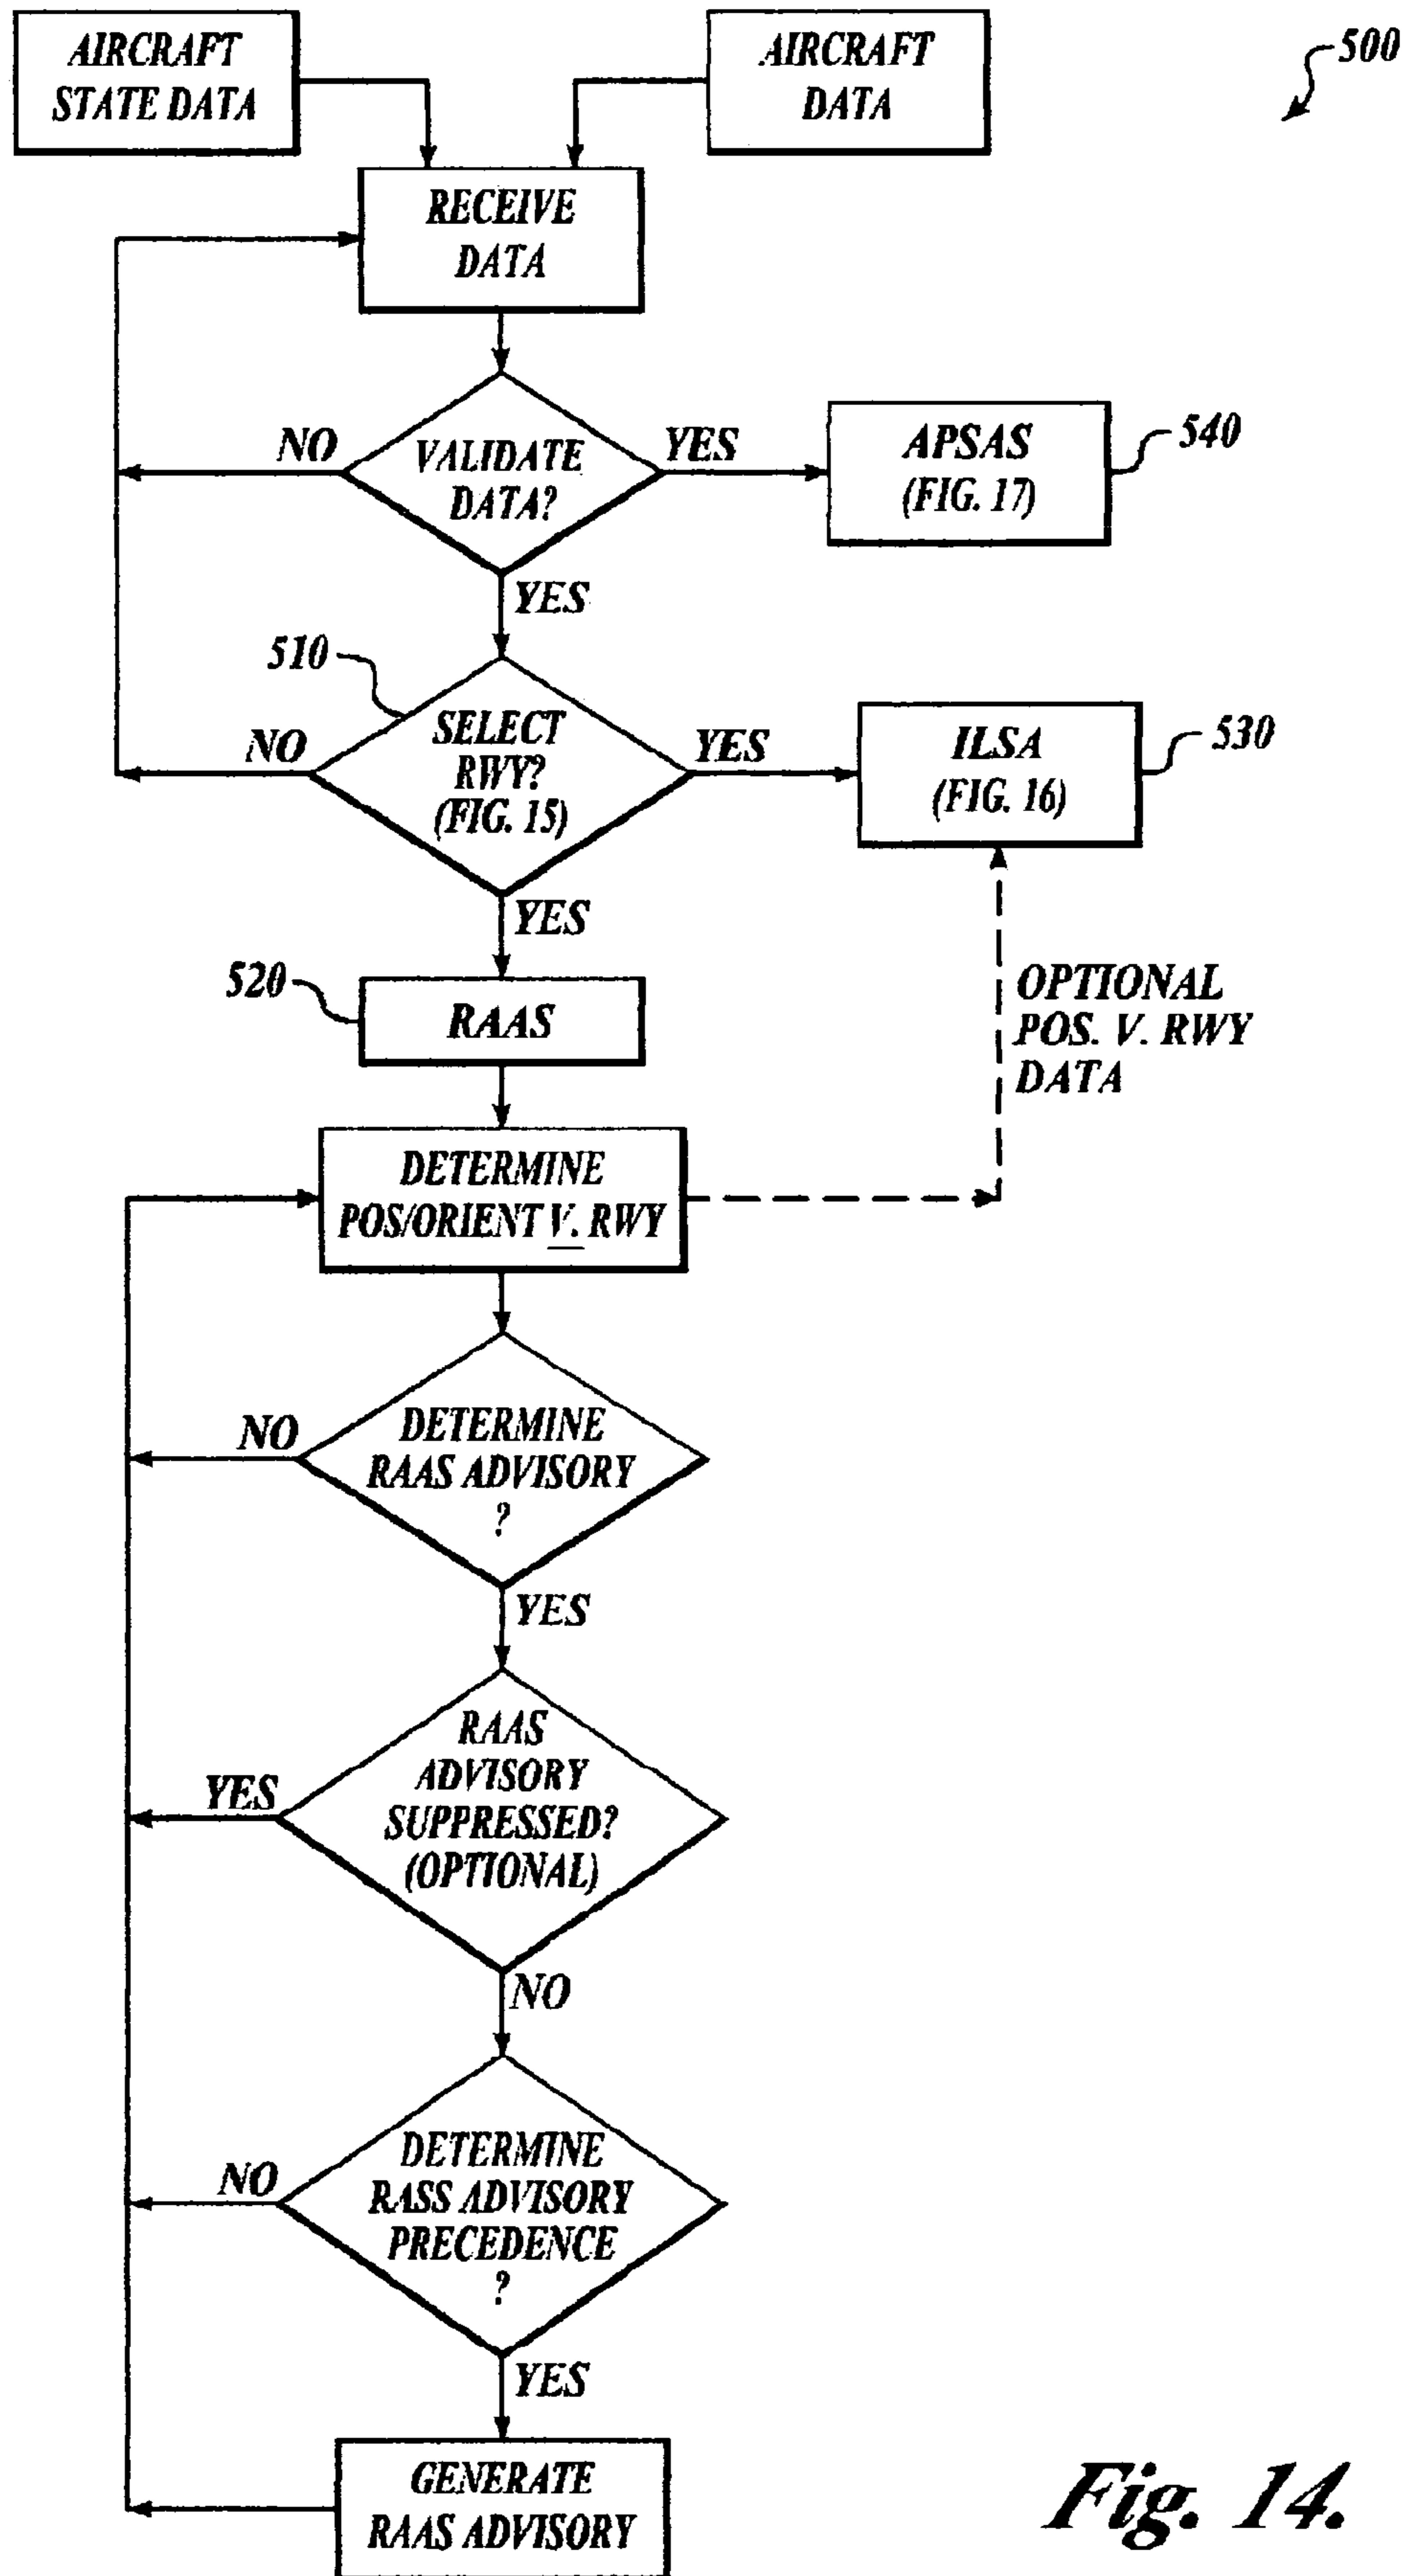 AIRCRAFT
STATE DATA
AIRCRAFT
DATA
500
RECEIVE
DATA
NO
VALIDATE
DATA?
YES
APSAS
(FIG. 17)
540
YES
510
NO
SELECT
RWY?
(FIG. 15)
YES
ILSA
(FIG. 16)
530
YES
520
RAAS
OPTIONAL
POS. V. RWY
DATA
DETERMINE
POS/ORIENT V. RWY
NO
DETERMINE
RAAS ADVISORY
?
YES
RAAS
ADVISORY
SUPPRESSED?
(OPTIONAL)
YES
NO
NO
DETERMINE
RASS ADVISORY
PRECEDENCE
?
YES
GENERATE
RAAS ADVISORY
Fig. 14.